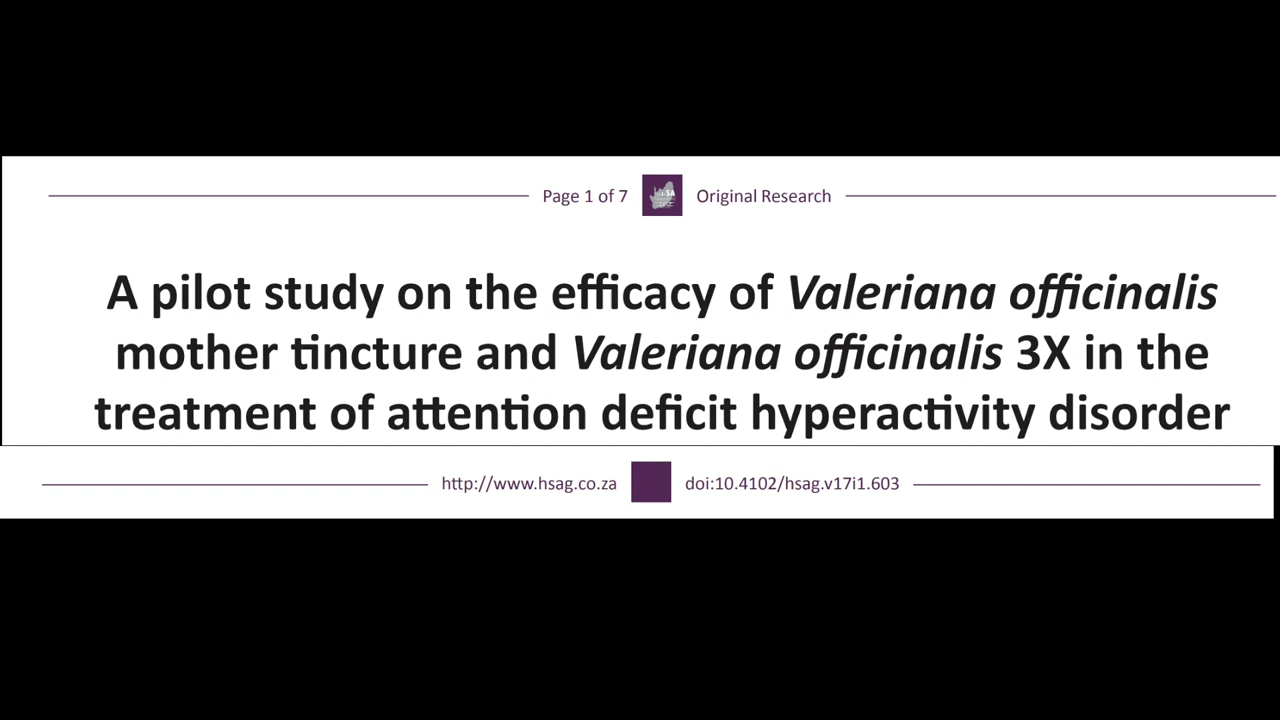 Page 1 of 7 Original Research
A pilot study on the efficacy of Valeriana officinalis
mother tincture and Valeriana officinalis 3X in the
treatment of attention deficit hyperactivity disorder
http://www.hsag.co.za doi:10.4102/hsag.v17i1.603